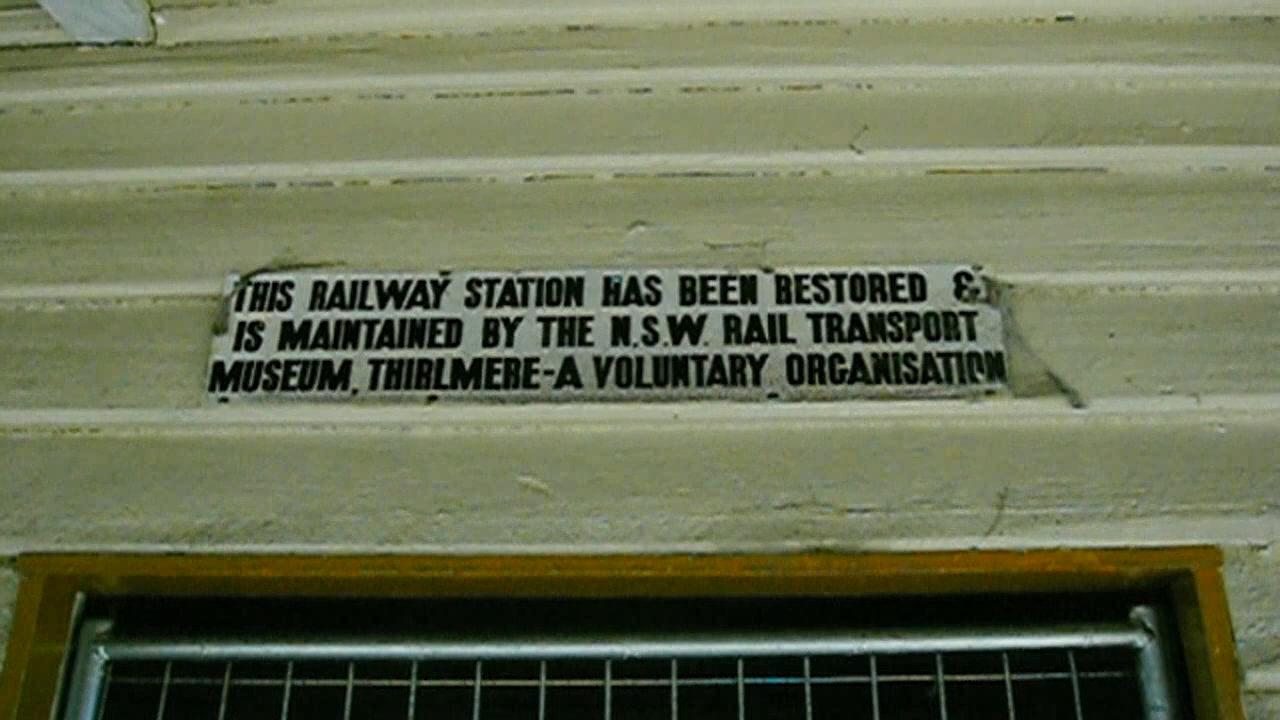 THIS RAILWAY STATION HAS BEEN RESTORED &
IS MAINTAINED BY THE N.S.W. RAIL TRANSPORT
MUSEUM, THIRLMERE-A VOLUNTARY ORGANISATION